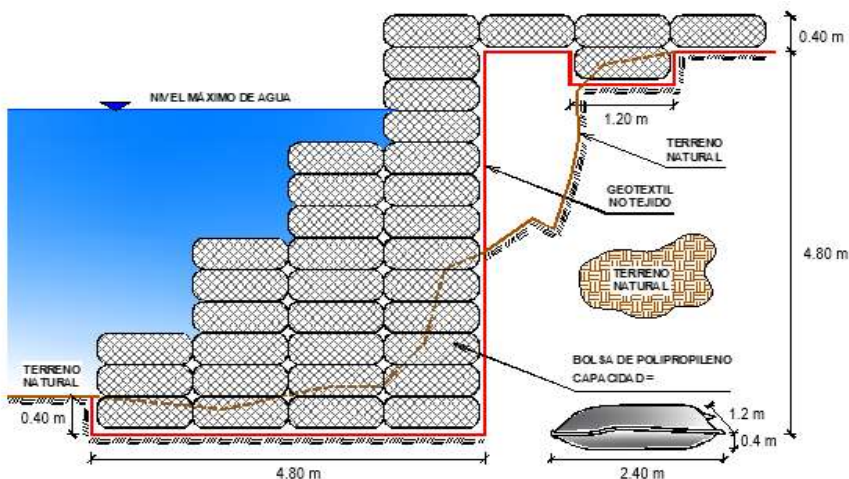 0.40 m
NIVEL MÁXIMO DE AGUA
1.20 m
TERRENO
NATURAL
GEOTEXTIL
NO TEJIDO
4.80 m
TERRENO
NATURAL
BOLSA DE POLIPROPILENO
CAPACIDAD =
TERRENO
NATURAL
0.40 m
1.2 m
0.4 m
4.80 m
2.40 m